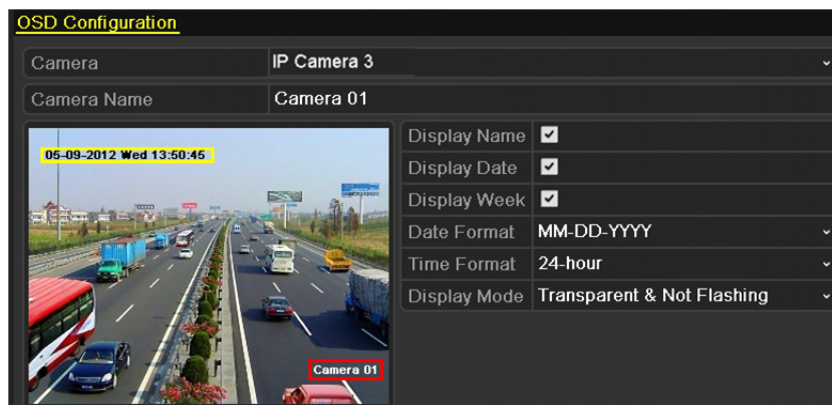 OSD Configuration
Camera IP Camera 3
Camera Name Camera 01
05-09-2012 Wed 13:50:45
Camera 01
Display Name
Display Date
Display Week
Date Format MM-DD-YYYY
Time Format 24-hour
Display Mode Transparent & Not Flashing